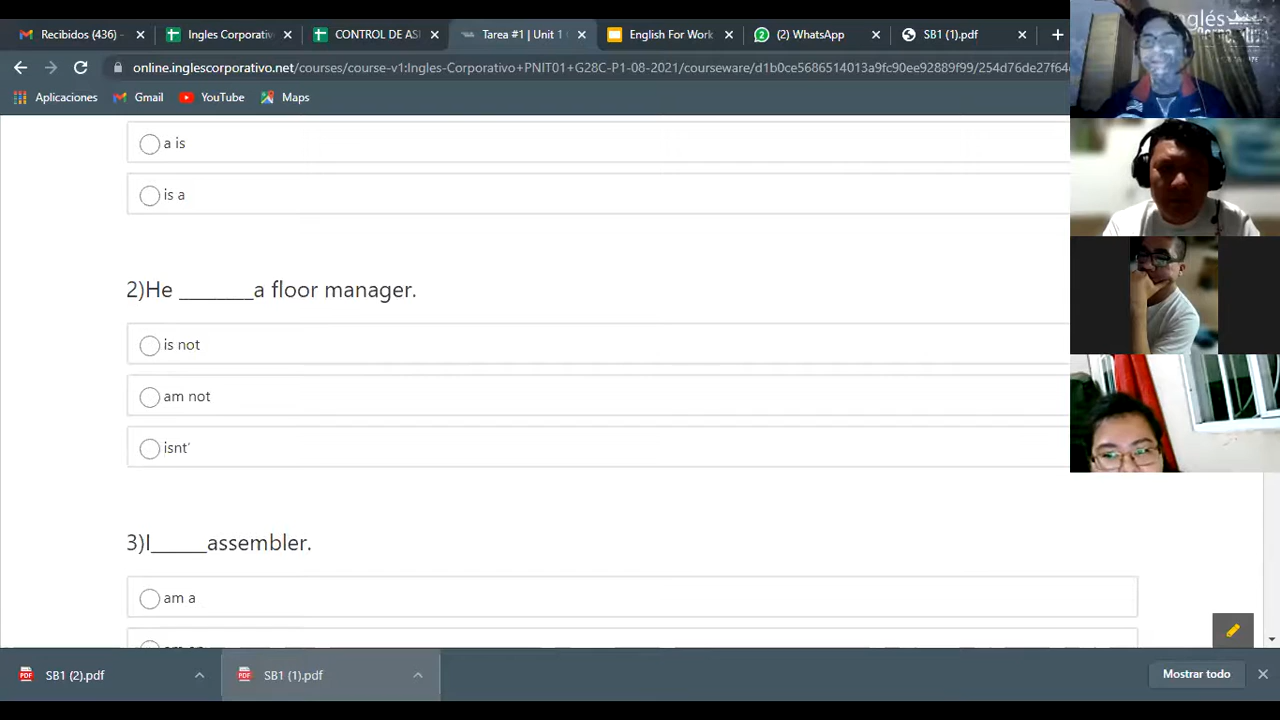 Recibidos (436) -
Ingles Corporativ
CONTROL DE AS
Tarea #1 | Unit 1
English For Work
(2) WhatsApp
SB1 (1).pdf
online.inglescorporativo.net/courses/course-v1:Ingles-Corporativo+PNIT01+G28C-P1-08-2021/courseware/d1b0ce5686514013a9fc90ee92889f99/254d76de27f64
Aplicaciones
Gmail
YouTube
Maps
glés
a is
is a
2)He ________a floor manager.
is not
am not
isnt´
3)I______assembler.
am a
SB1 (2).pdf
SB1 (1).pdf
Mostrar todo